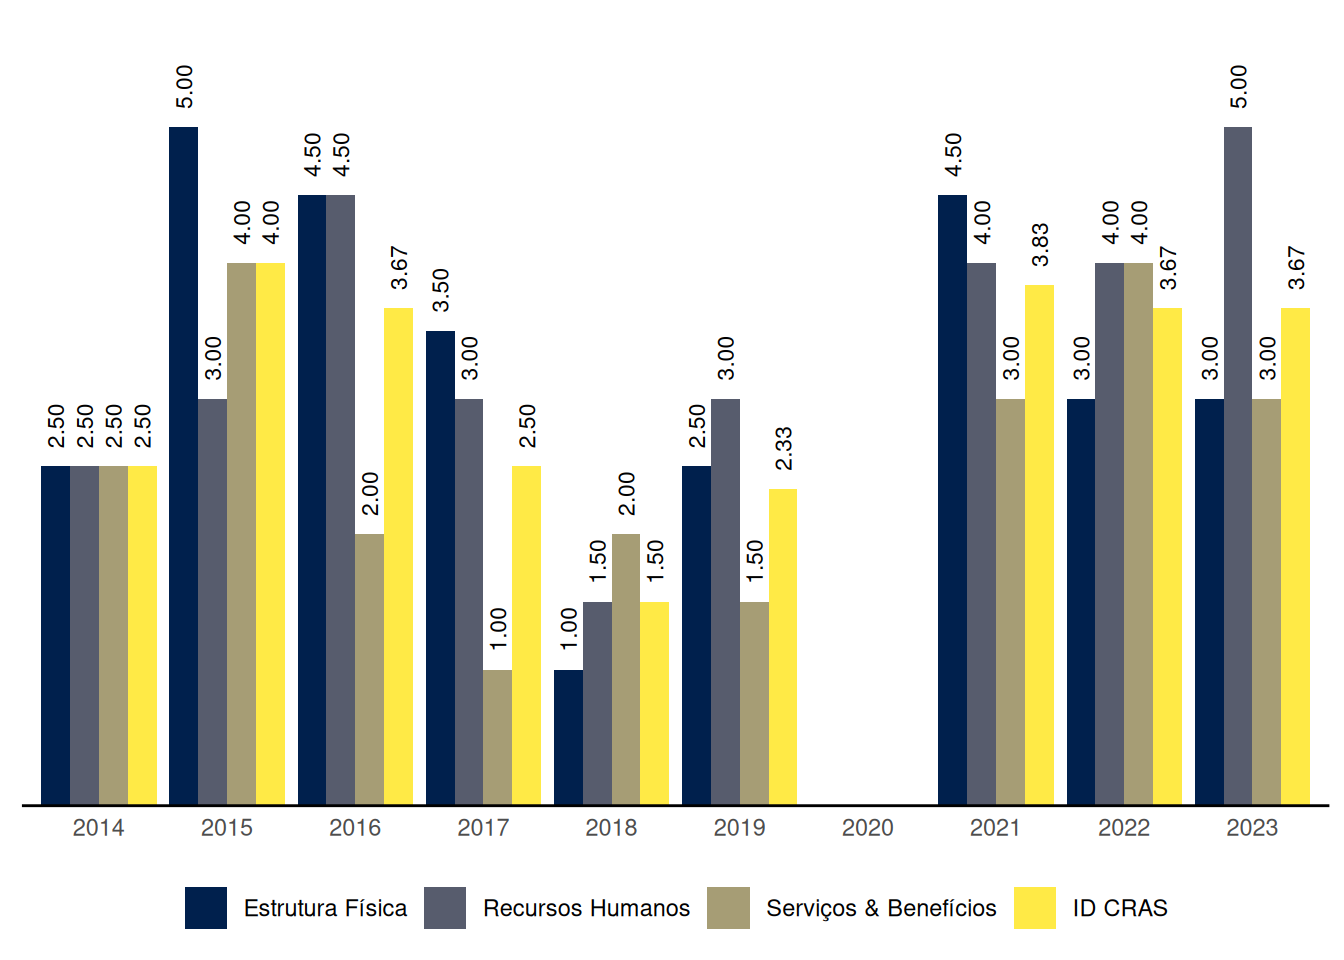 2.50 2.50 2.50 2.50
5.00 3.00 4.00 4.00
4.50 4.50 2.00 3.67
3.50 3.00 1.00 2.50
1.00 1.50 2.00 1.50
2.50 3.00 1.50 2.33
4.50 4.00 3.00 3.83
3.00 4.00 4.00 3.67
3.00 5.00 3.00 3.67
2014 2015 2016 2017 2018 2019 2020 2021 2022 2023
Estrutura Física Recursos Humanos Serviços & Benefícios ID CRAS